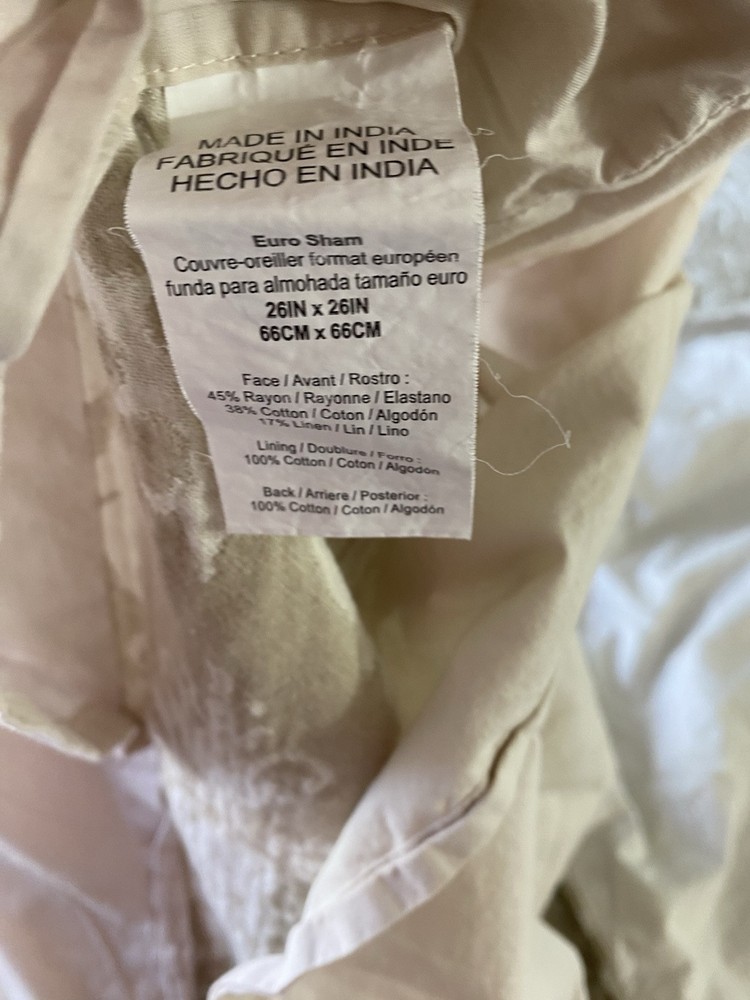 MADE IN INDIA
FABRIQUÉ EN INDE
HECHO EN INDIA
Euro Sham
Couvre-oreiller format européen
funda para almohada tamaño euro
26IN x 26IN
66CM x 66CM
Face / Avant / Rostro :
45% Rayon / Rayonne / Elastano
38% Cotton / Coton / Algodón
17% Linen / Lin / Lino
Lining / Doublure / Forro :
100% Cotton / Coton / Algodón
Back / Arriere / Posterior :
100% Cotton / Coton / Algodón